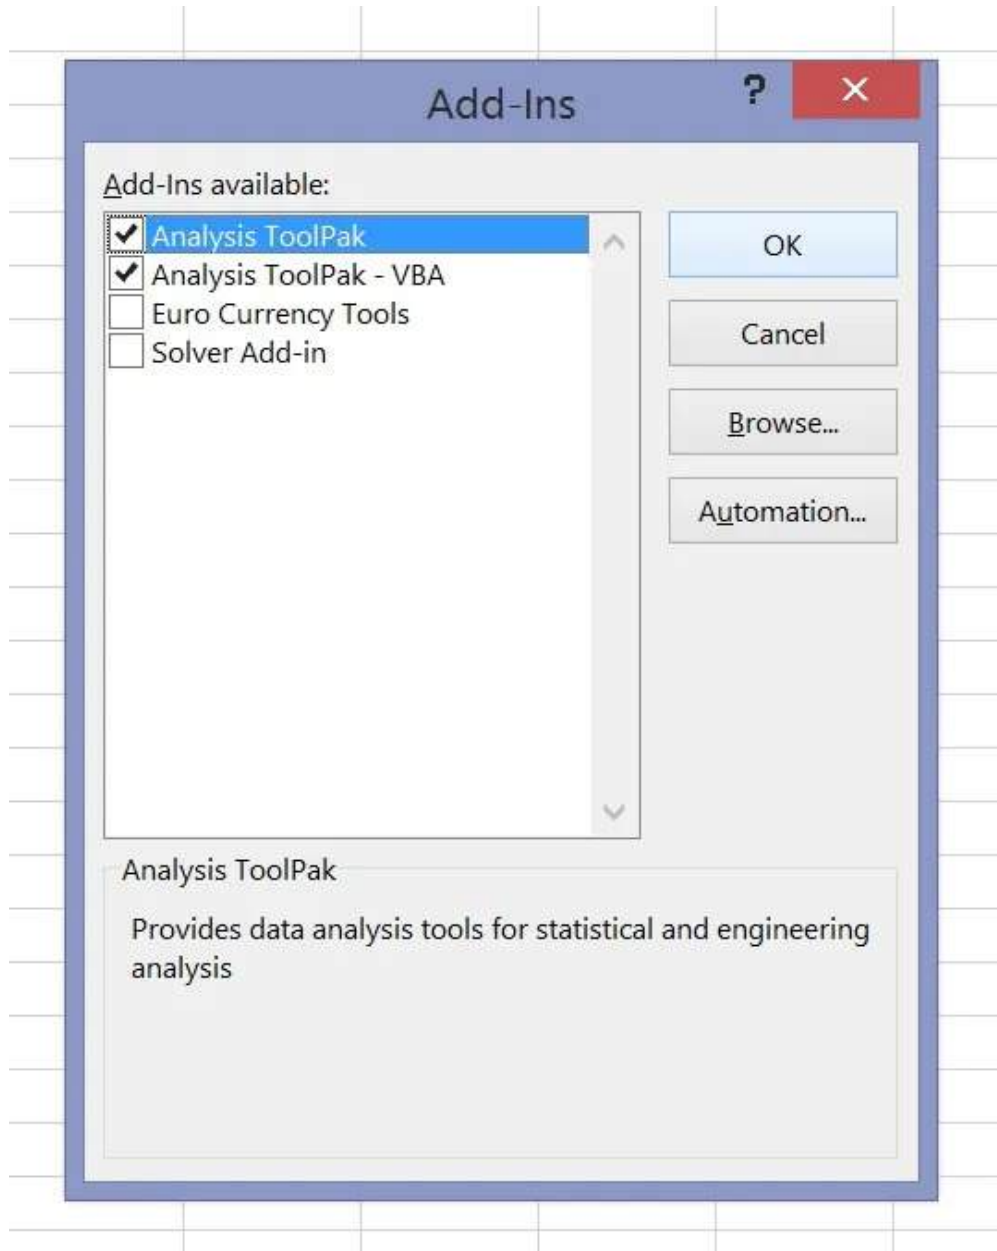 Add-Ins
?
Add-Ins available:
Analysis ToolPak
Analysis ToolPak - VBA
Euro Currency Tools
Solver Add-in
OK
Cancel
Browse...
Automation...
Analysis ToolPak
Provides data analysis tools for statistical and engineering
analysis